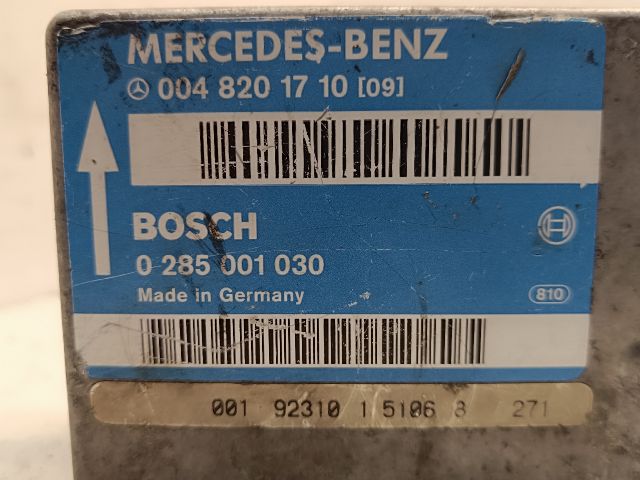 MERCEDES-BENZ
004 820 17 10 [09]
BOSCH
0 285 001 030
Made in Germany
810
001 92310 1 5106 8 271